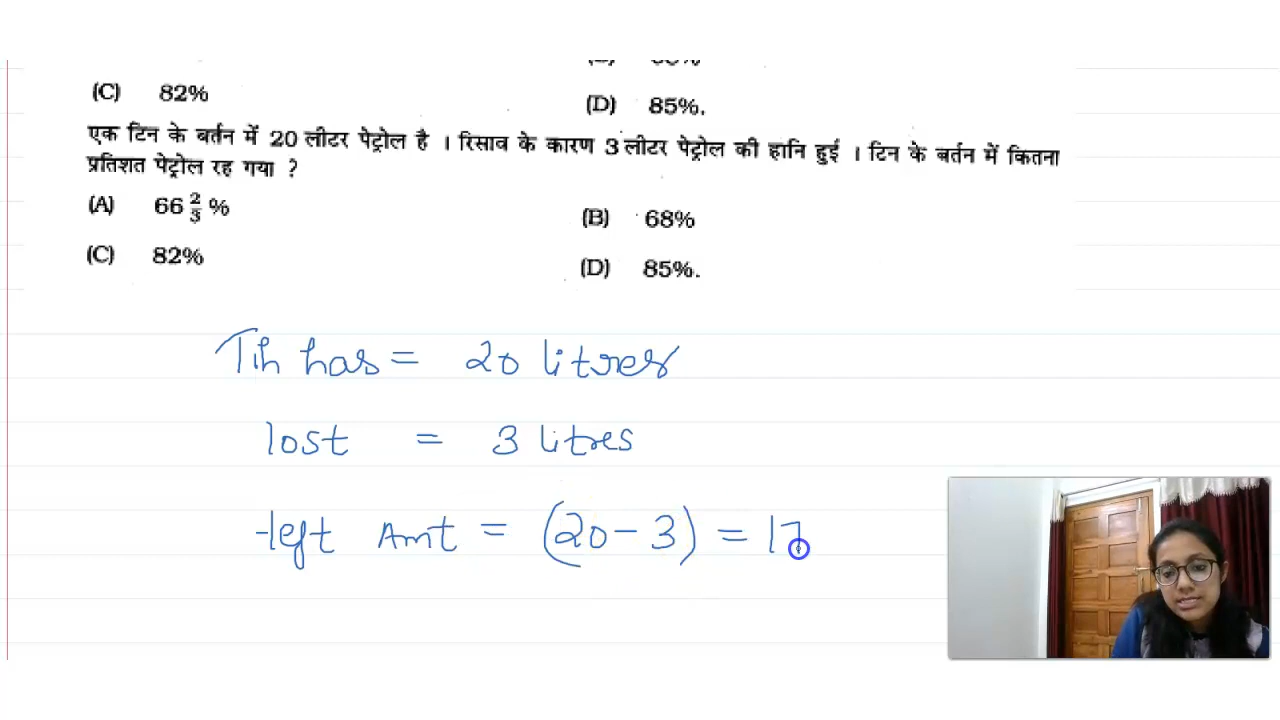 (C) 82%
(D) 85%.
एक टिन के बर्तन में 20 लीटर पेट्रोल है । रिसाव के कारण 3 लीटर पेट्रोल की हानि हुई । टिन के बर्तन में कितना
प्रतिशत पेट्रोल रह गया ?
(A) 66 2/3 %
(B) 68%
(C) 82%
(D) 85%.
Tin has = 20 litres
lost = 3 litres
left Amt = (20 - 3) = 17